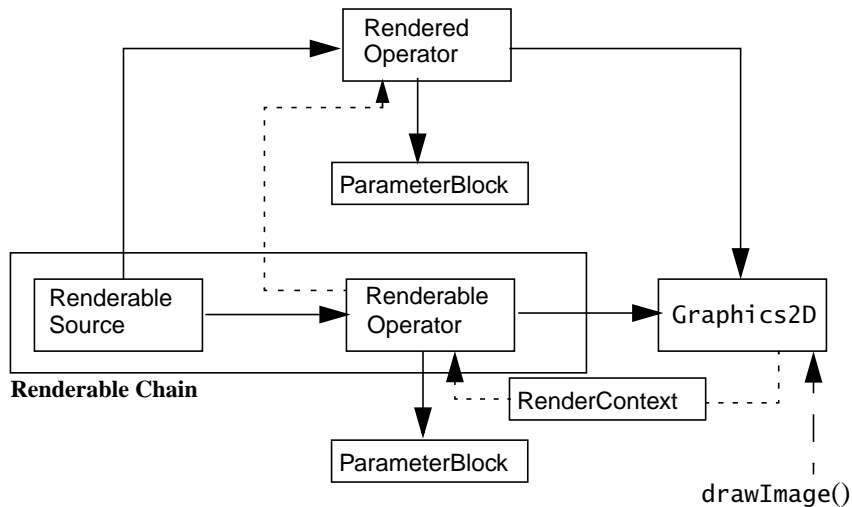 Rendered
Operator
ParameterBlock
Renderable
Source
Renderable
Operator
Graphics2D
Renderable Chain
RenderContext
ParameterBlock
drawImage()